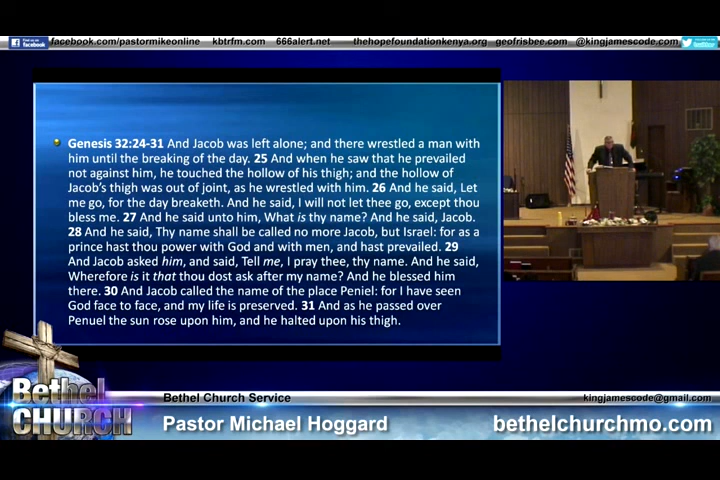 Find us on facebook facebook.com/pastormikeonline kbtrfm.com 666alert.net thehopefoundationkenya.org geofrisbee.com @kingjamescode.com twitter
Genesis 32:24-31 And Jacob was left alone; and there wrestled a man with
him until the breaking of the day. 25 And when he saw that he prevailed
not against him, he touched the hollow of his thigh; and the hollow of
Jacob's thigh was out of joint, as he wrestled with him. 26 And he said, Let
me go, for the day breaketh. And he said, I will not let thee go, except thou
bless me. 27 And he said unto him, What is thy name? And he said, Jacob.
28 And he said, Thy name shall be called no more Jacob, but Israel: for as a
prince hast thou power with God and with men, and hast prevailed. 29
And Jacob asked him, and said, Tell me, I pray thee, thy name. And he said,
Wherefore is it that thou dost ask after my name? And he blessed him
there. 30 And Jacob called the name of the place Peniel: for I have seen
God face to face, and my life is preserved. 31 And as he passed over
Penuel the sun rose upon him, and he halted upon his thigh.
Bethel
CHURCH
Bethel Church Service kingjamescode@gmail.com
Pastor Michael Hoggard bethelchurchmo.com